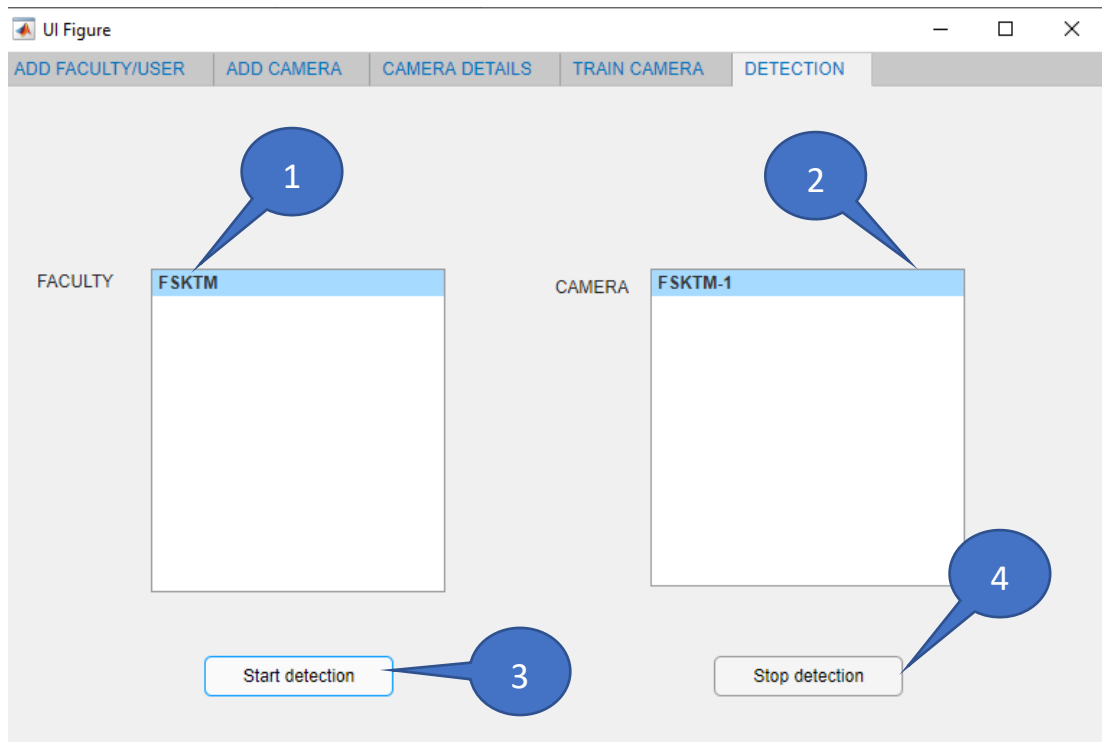 UI Figure
ADD FACULTY/USER ADD CAMERA CAMERA DETAILS TRAIN CAMERA DETECTION
1 2
FACULTY FSKTM CAMERA FSKTM-1
4
Start detection 3 Stop detection